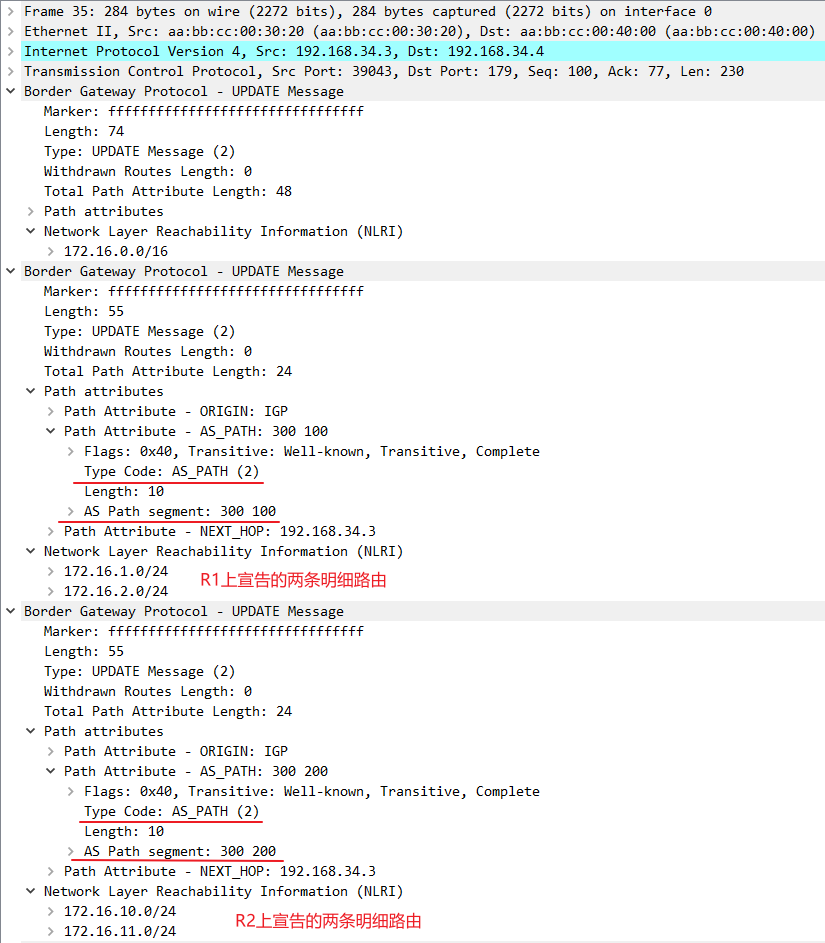 Frame 35: 284 bytes on wire (2272 bits), 284 bytes captured (2272 bits) on interface 0
Ethernet II, Src: aa:bb:cc:00:30:20 (aa:bb:cc:00:30:20), Dst: aa:bb:cc:00:40:00 (aa:bb:cc:00:40:00)
Internet Protocol Version 4, Src: 192.168.34.3, Dst: 192.168.34.4
Transmission Control Protocol, Src Port: 39043, Dst Port: 179, Seq: 100, Ack: 77, Len: 230
Border Gateway Protocol - UPDATE Message
Marker: ffffffffffffffffffffffffffffffff
Length: 74
Type: UPDATE Message (2)
Withdrawn Routes Length: 0
Total Path Attribute Length: 48
Path attributes
Network Layer Reachability Information (NLRI)
172.16.0.0/16
Border Gateway Protocol - UPDATE Message
Marker: ffffffffffffffffffffffffffffffff
Length: 55
Type: UPDATE Message (2)
Withdrawn Routes Length: 0
Total Path Attribute Length: 24
Path attributes
Path Attribute - ORIGIN: IGP
Path Attribute - AS_PATH: 300 100
Flags: 0x40, Transitive: Well-known, Transitive, Complete
Type Code: AS_PATH (2)
Length: 10
AS Path segment: 300 100
Path Attribute - NEXT_HOP: 192.168.34.3
Network Layer Reachability Information (NLRI)
172.16.1.0/24
R1上宣告的两条明细路由
172.16.2.0/24
Border Gateway Protocol - UPDATE Message
Marker: ffffffffffffffffffffffffffffffff
Length: 55
Type: UPDATE Message (2)
Withdrawn Routes Length: 0
Total Path Attribute Length: 24
Path attributes
Path Attribute - ORIGIN: IGP
Path Attribute - AS_PATH: 300 200
Flags: 0x40, Transitive: Well-known, Transitive, Complete
Type Code: AS_PATH (2)
Length: 10
AS Path segment: 300 200
Path Attribute - NEXT_HOP: 192.168.34.3
Network Layer Reachability Information (NLRI)
172.16.10.0/24
R2上宣告的两条明细路由
172.16.11.0/24